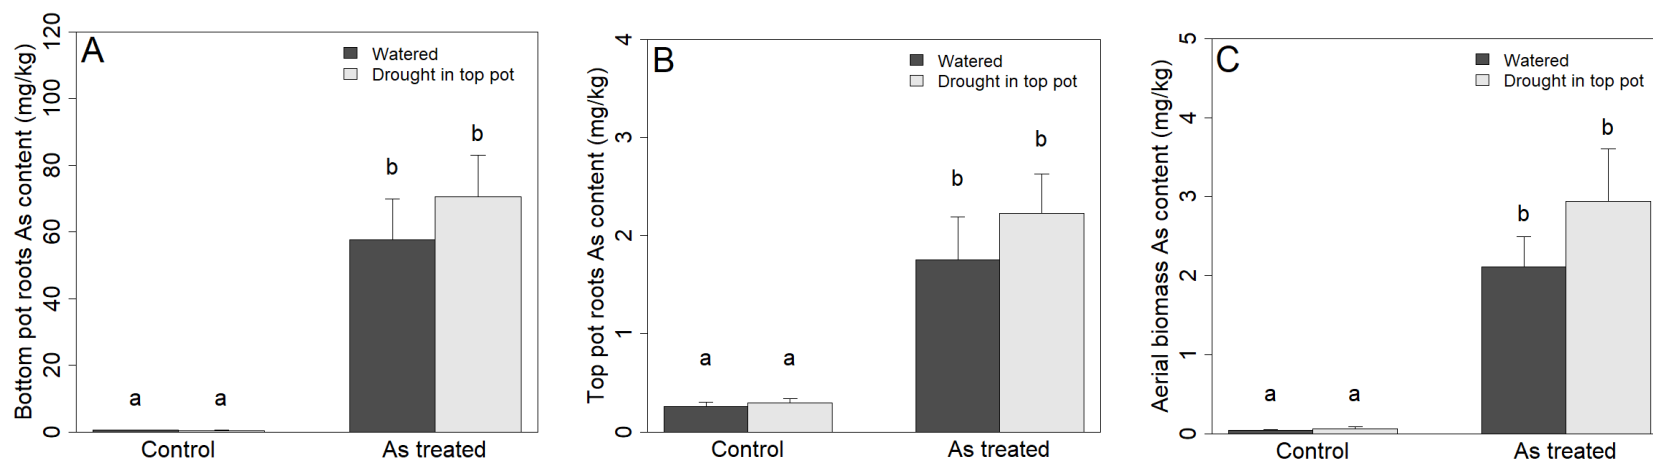 A
Bottom pot roots As content (mg/kg)
120
100
80
60
40
20
0
Watered
Drought in top pot
a
a
b
b
Control
As treated
B
Top pot roots As content (mg/kg)
4
3
2
1
0
Watered
Drought in top pot
a
a
b
b
Control
As treated
C
Aerial biomass As content (mg/kg)
5
4
3
2
1
0
Watered
Drought in top pot
a
a
b
b
Control
As treated